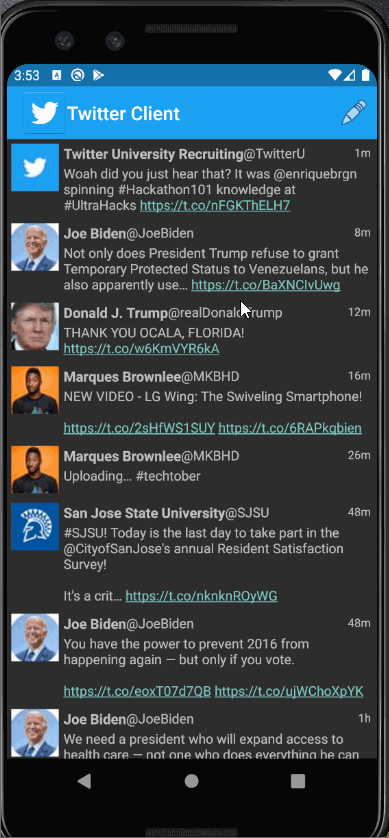 3:53
Twitter Client
Twitter University Recruiting@TwitterU 1m
Woah did you just hear that? It was @enriquebrgn
spinning #Hackathon101 knowledge at
#UltraHacks https://t.co/nFGKThELH7
Joe Biden@JoeBiden 8m
Not only does President Trump refuse to grant
Temporary Protected Status to Venezuelans, but he
also apparently use… https://t.co/BaXNCIvUwg
Donald J. Trump@realDonaldTrump 12m
THANK YOU OCALA, FLORIDA!
https://t.co/w6KmVYR6kA
Marques Brownlee@MKBHD 16m
NEW VIDEO - LG Wing: The Swiveling Smartphone!
https://t.co/2sHfWS1SUY https://t.co/6RAPkqbien
Marques Brownlee@MKBHD 26m
Uploading... #techtober
San Jose State University@SJSU 48m
#SJSU! Today is the last day to take part in the
@CityofSanJose's annual Resident Satisfaction
Survey!
It's a crit… https://t.co/nknknROyWG
Joe Biden@JoeBiden 48m
You have the power to prevent 2016 from
happening again — but only if you vote.
https://t.co/eoxT07d7QB https://t.co/ujWChoXpYK
Joe Biden@JoeBiden 1h
We need a president who will expand access to
health care — not one who does everything he can